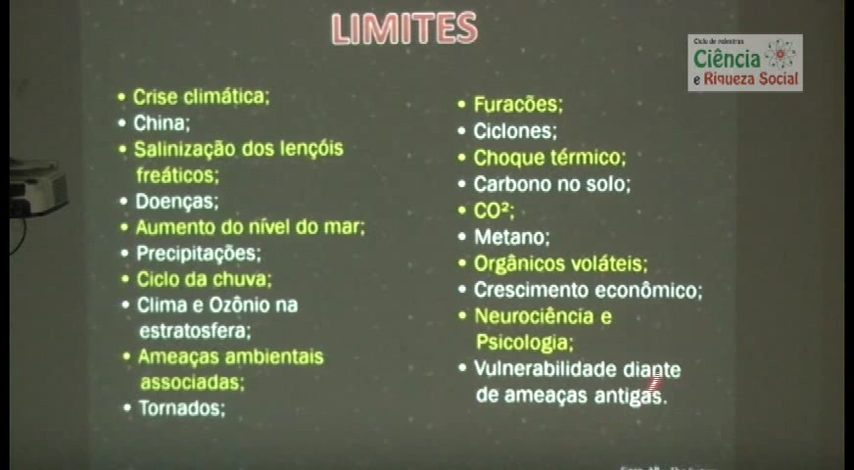 LIMITES
Ciclo de palestras
Ciência
e Riqueza Social
• Crise climática;
• China;
• Salinização dos lençóis
freáticos;
• Doenças;
• Aumento do nível do mar;
• Precipitações;
• Ciclo da chuva;
• Clima e Ozônio na
estratosfera;
• Ameaças ambientais
associadas;
• Tornados;
• Furacões;
• Ciclones;
• Choque térmico;
• Carbono no solo;
• CO²;
• Metano;
• Orgânicos voláteis;
• Crescimento econômico;
• Neurociência e
Psicologia;
• Vulnerabilidade diante
de ameaças antigas.